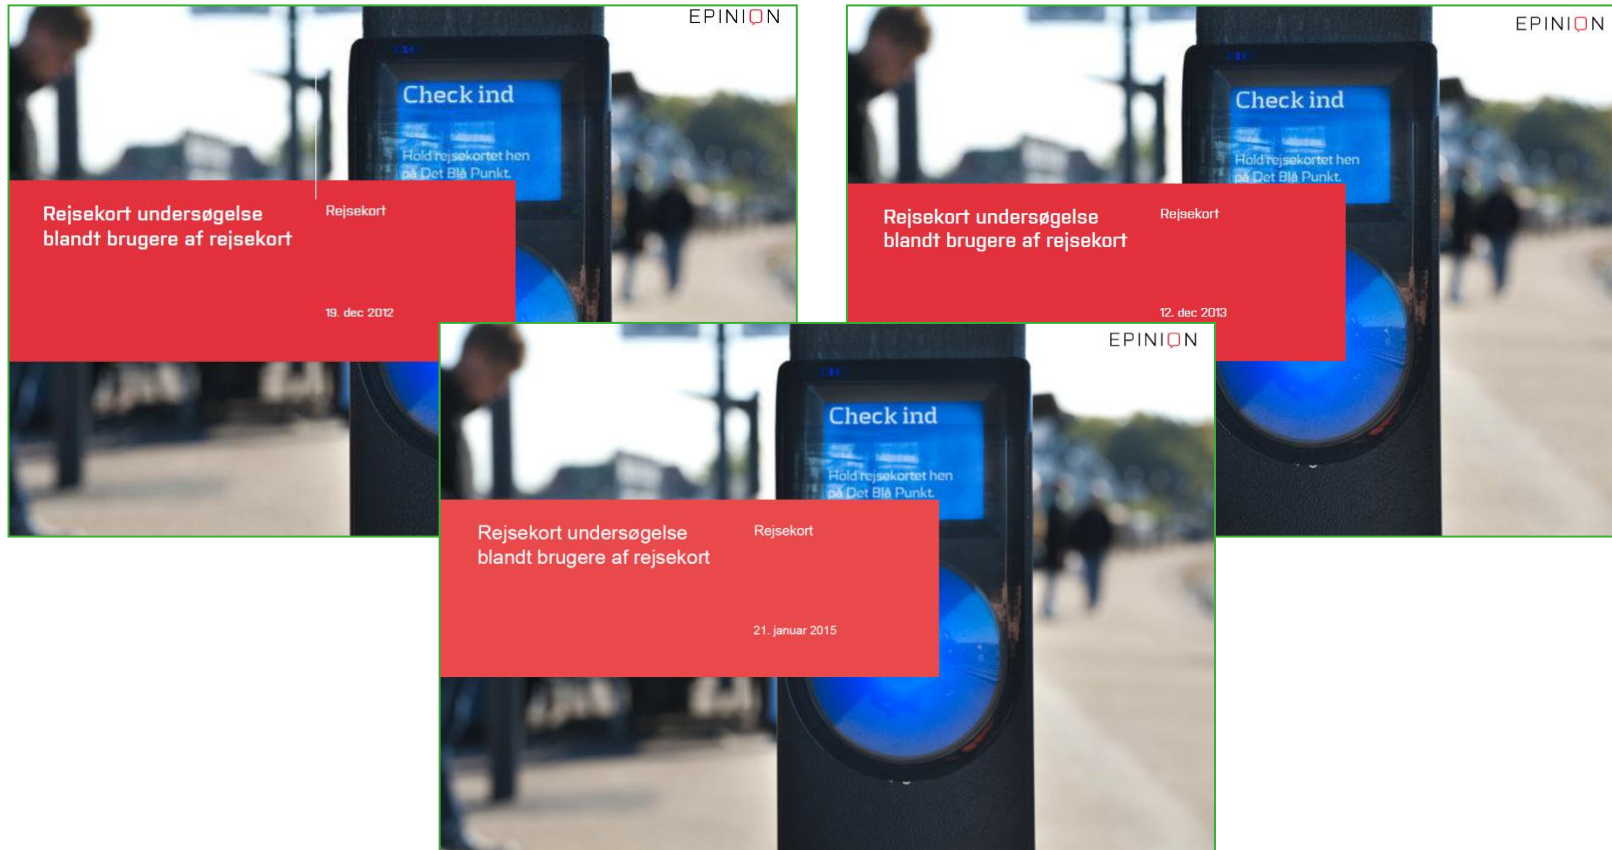 EPINION
Check ind
Hold rejsekortet hen
på Det Blå Punkt.
Rejsekort undersøgelse
blandt brugere af rejsekort
Rejsekort
19. dec 2012
EPINION
Check ind
Hold rejsekortet hen
på Det Blå Punkt.
Rejsekort undersøgelse
blandt brugere af rejsekort
Rejsekort
12. dec 2013
EPINION
Check ind
Hold rejsekortet hen
på Det Blå Punkt.
Rejsekort undersøgelse
blandt brugere af rejsekort
Rejsekort
21. januar 2015